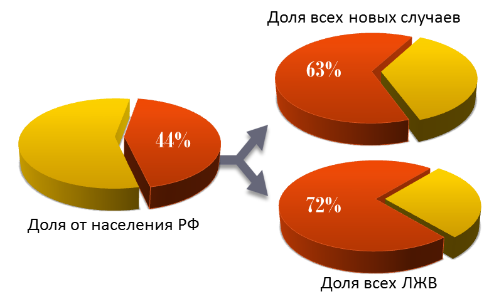 Доля всех новых случаев
63%
44%
Доля от населения РФ
72%
Доля всех ЛЖВ